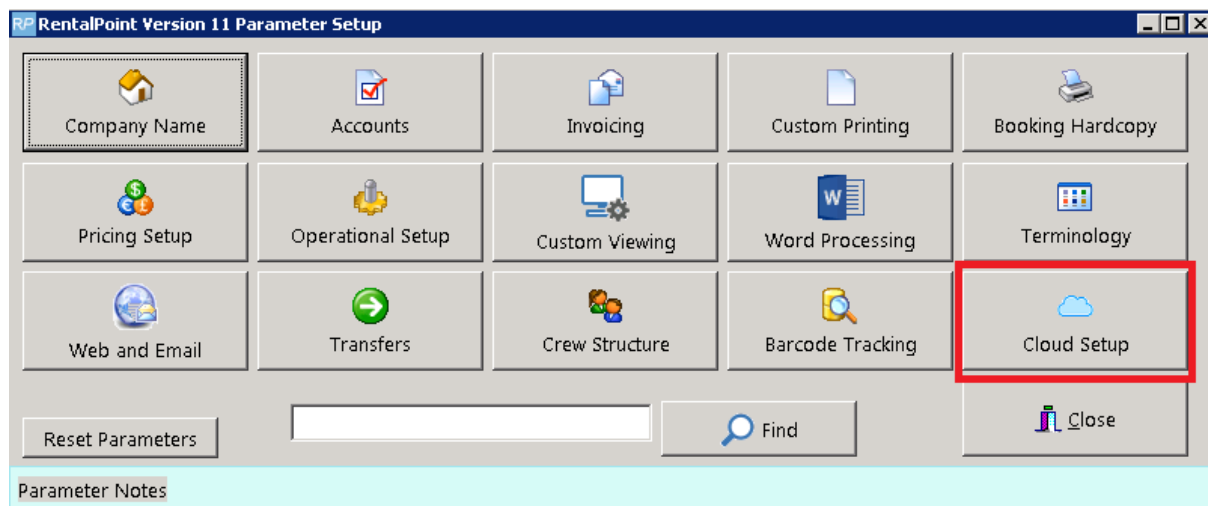 RP RentalPoint Version 11 Parameter Setup
Company Name
Accounts
Invoicing
Custom Printing
Booking Hardcopy
Pricing Setup
Operational Setup
Custom Viewing
W
Word Processing
Terminology
Web and Email
Transfers
Crew Structure
Barcode Tracking
Cloud Setup
Reset Parameters
Find
Close
Parameter Notes